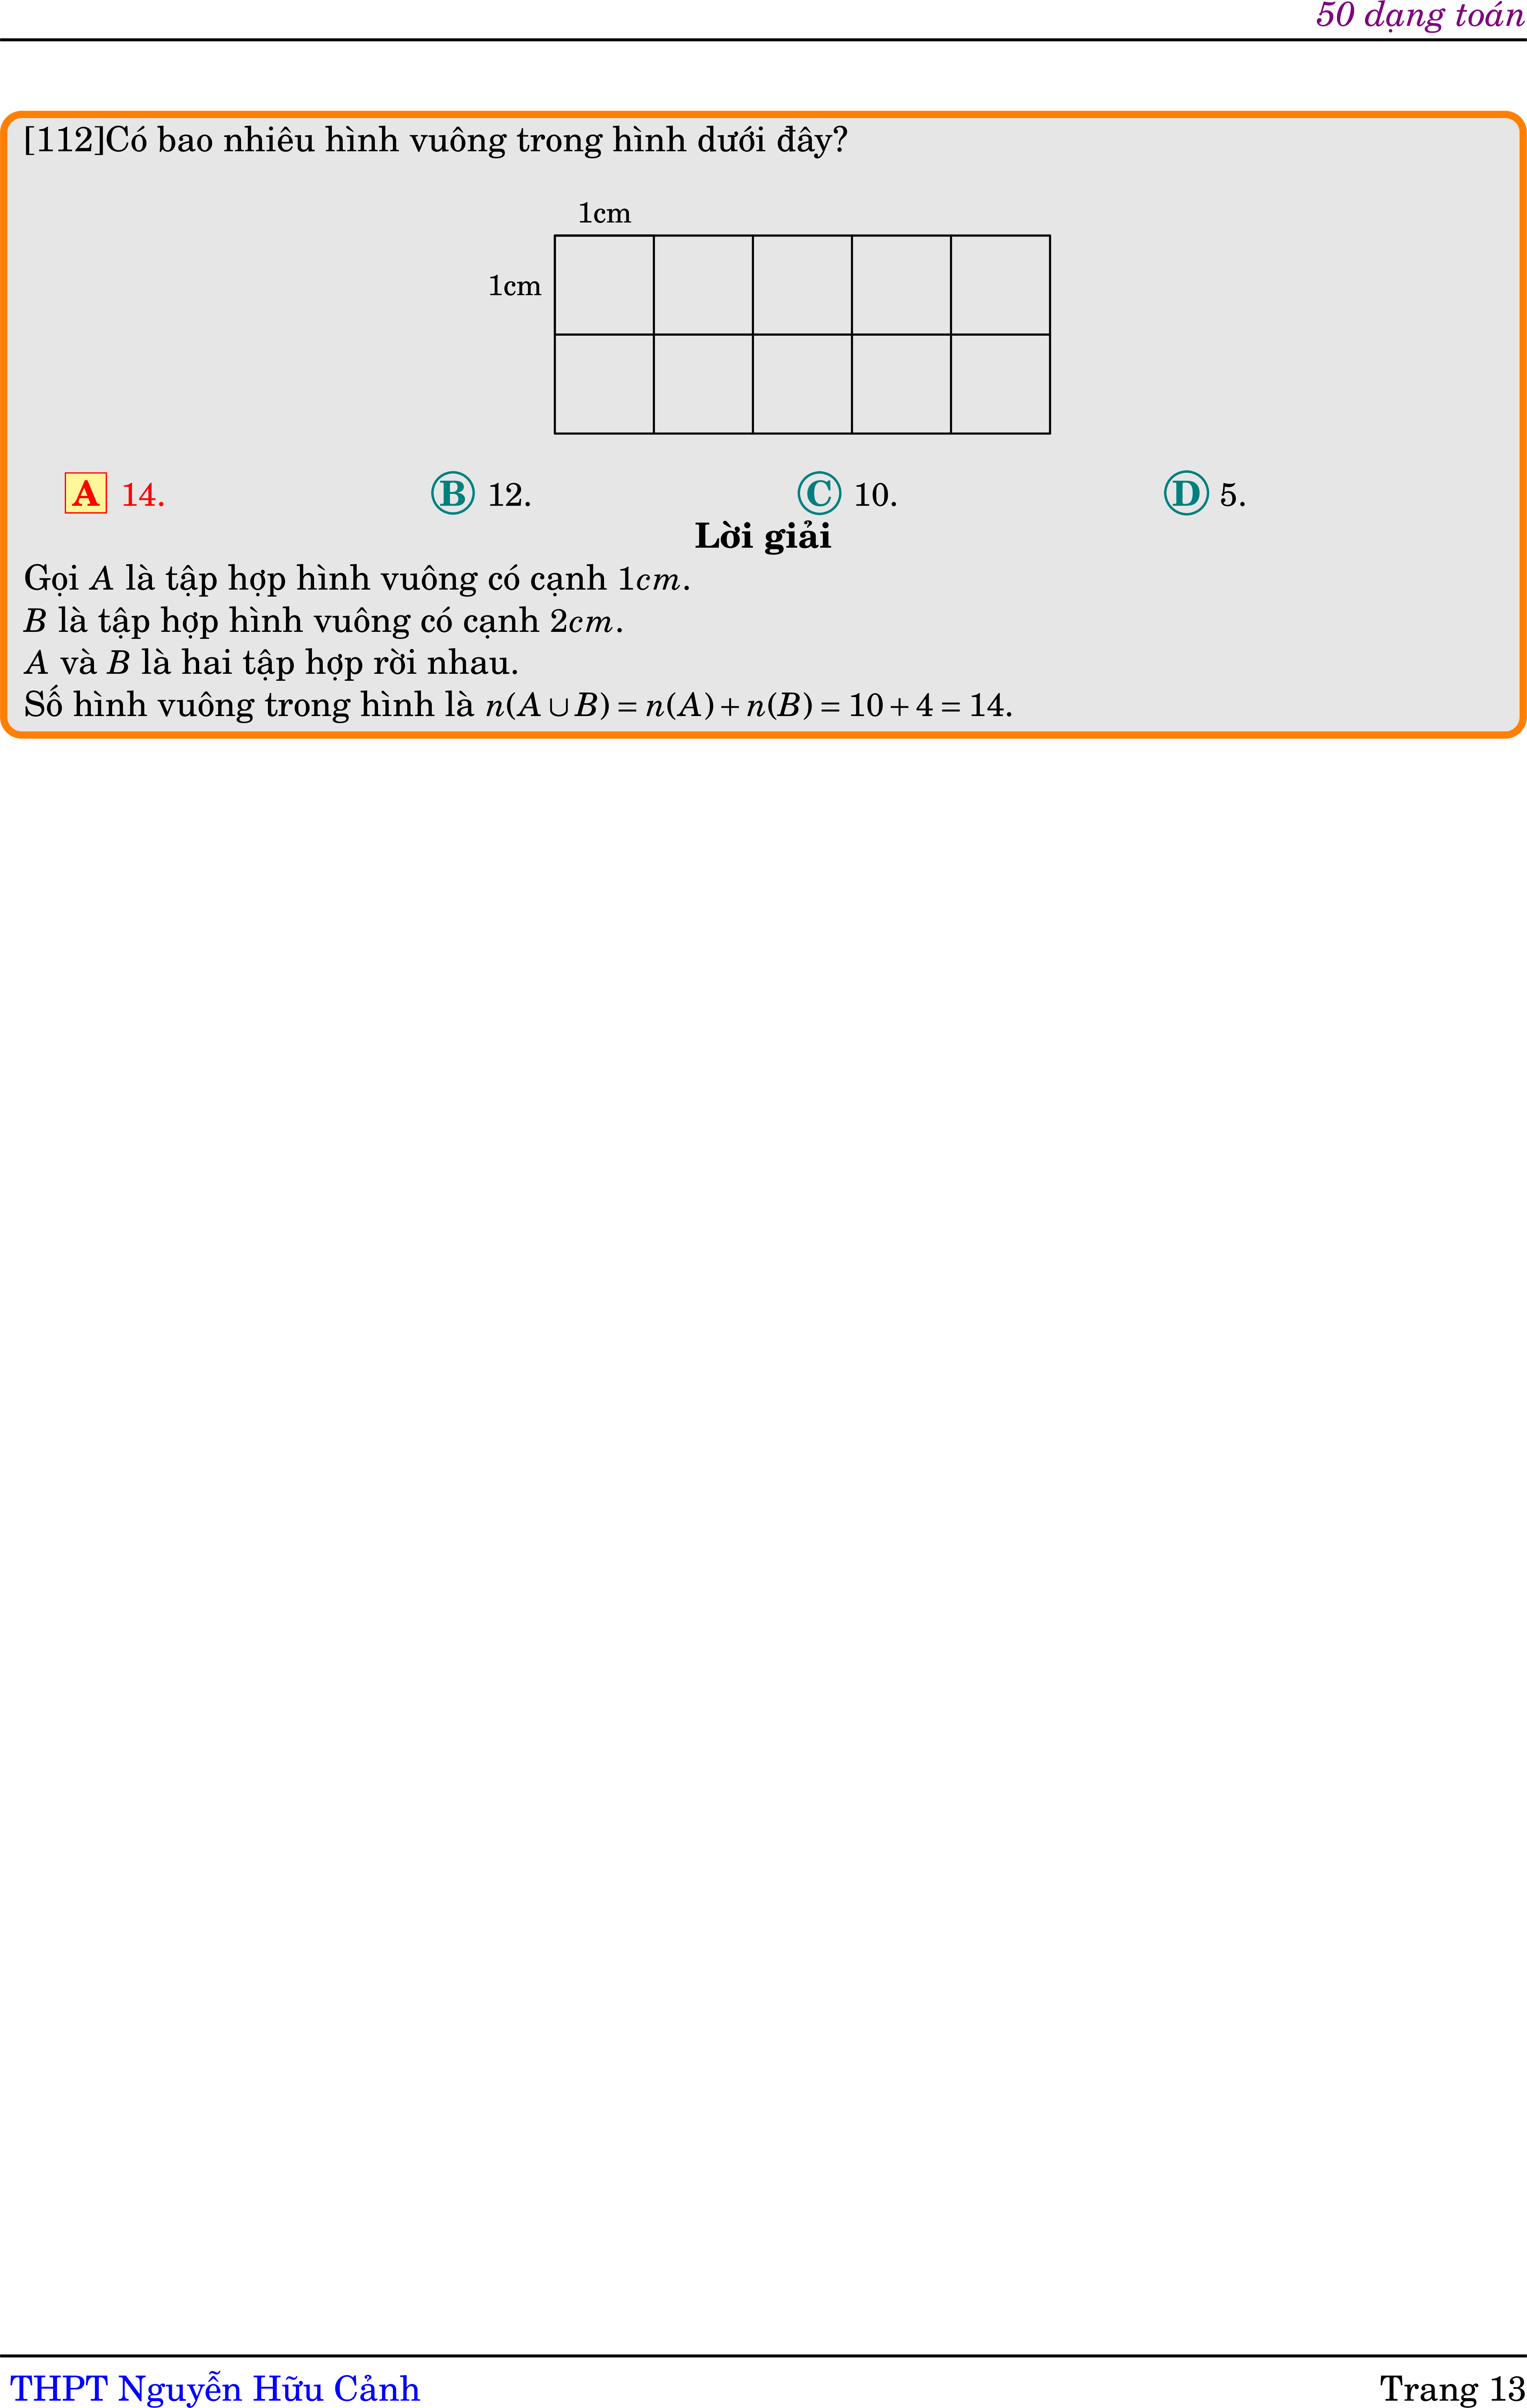 50 dạng toán
[112]Có bao nhiêu hình vuông trong hình dưới đây?
1cm
1cm
A 14.
B 12.
C 10.
D 5.
Lời giải
Gọi A là tập hợp hình vuông có cạnh 1cm.
B là tập hợp hình vuông có cạnh 2cm.
A và B là hai tập hợp rời nhau.
Số hình vuông trong hình là n(A ∪ B) = n(A) + n(B) = 10 + 4 = 14.
THPT Nguyễn Hữu Cảnh
Trang 13